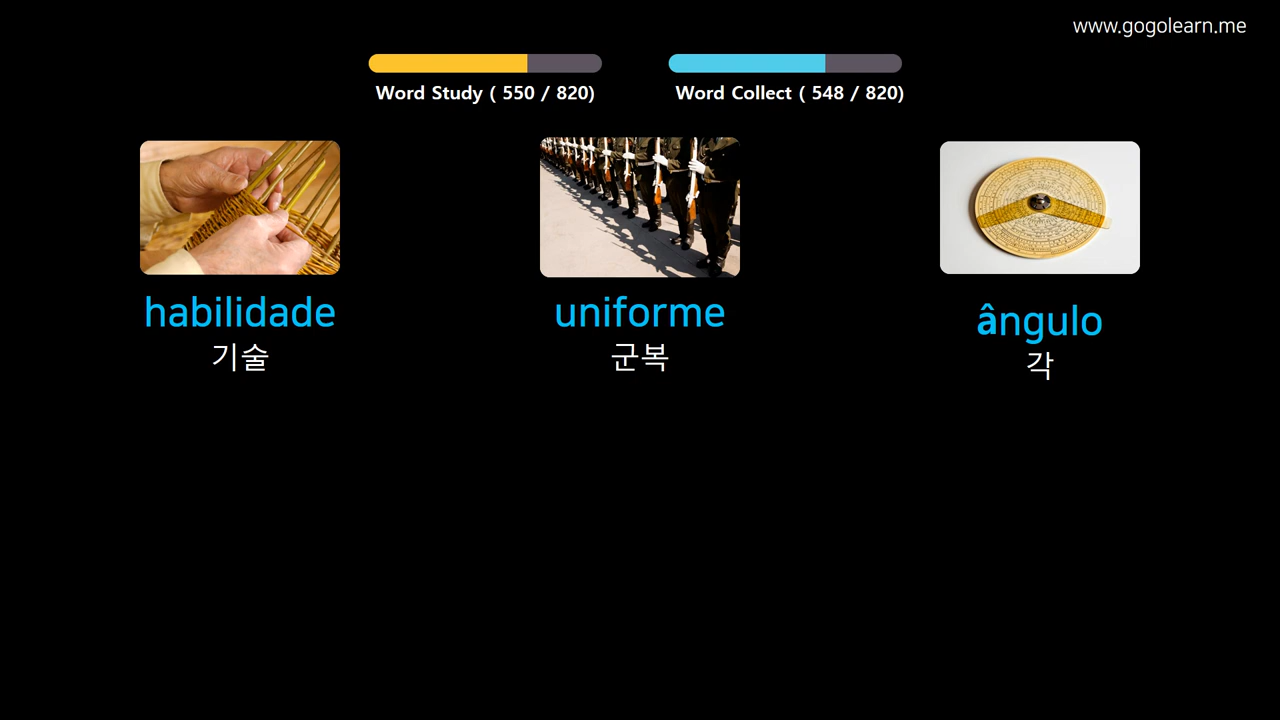 www.gogolearn.me
Word Study ( 550 / 820)
Word Collect ( 548 / 820)
habilidade
기술
uniforme
군복
ângulo
각